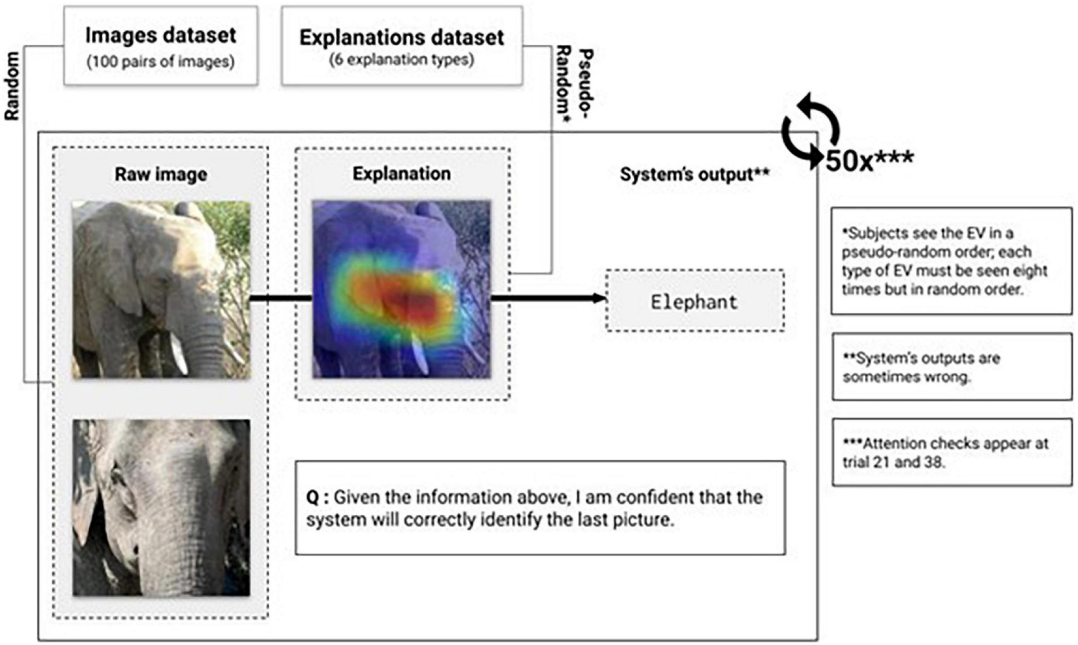 Images dataset
(100 pairs of images)
Explanations dataset
(6 explanation types)
Random
Pseudo-
Random*
50x***
Raw image
Explanation
System's output**
Elephant
*Subjects see the EV in a
pseudo-random order; each
type of EV must be seen eight
times but in random order.
**System's outputs are
sometimes wrong.
***Attention checks appear at
trial 21 and 38.
Q : Given the information above, I am confident that the
system will correctly identify the last picture.